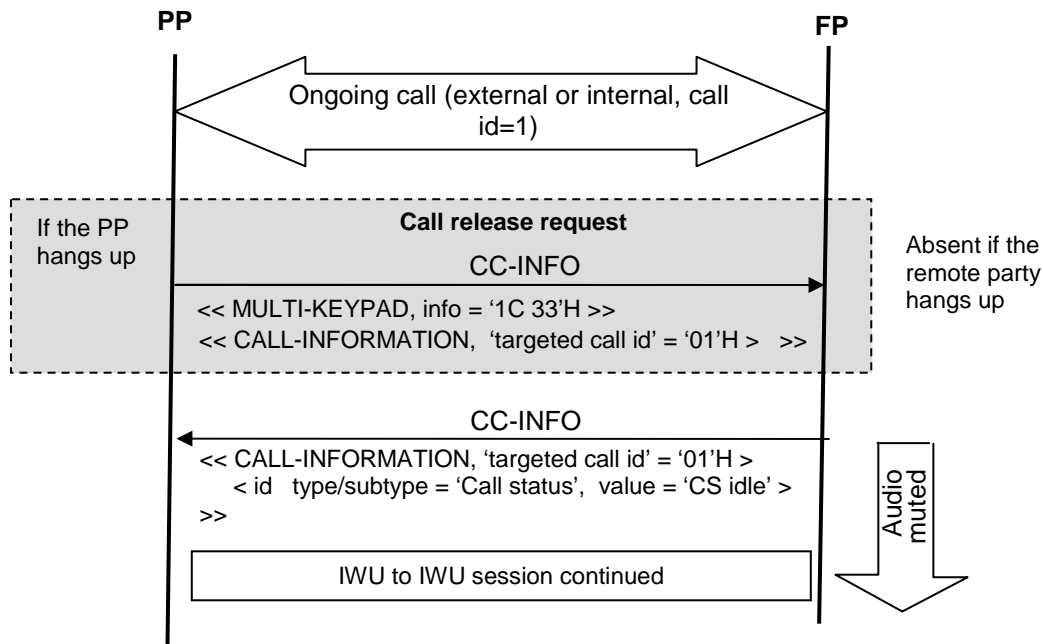 PP
FP
Ongoing call (external or internal, call
id=1)
If the PP
hangs up
Call release request
Absent if the
remote party
hangs up
CC-INFO
<< MULTI-KEYPAD, info = ‘1C 33’H >>
<< CALL-INFORMATION, ‘targeted call id’ = ‘01’H > >>
CC-INFO
<< CALL-INFORMATION, ‘targeted call id’ = ‘01’H >
< id type/subtype = ‘Call status’, value = ‘CS idle’ >
>>
Audio
muted
IWU to IWU session continued